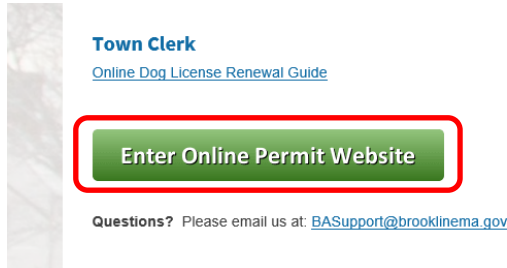 Town Clerk
Online Dog License Renewal Guide
Enter Online Permit Website
Questions? Please email us at: BASupport@brooklinema.gov